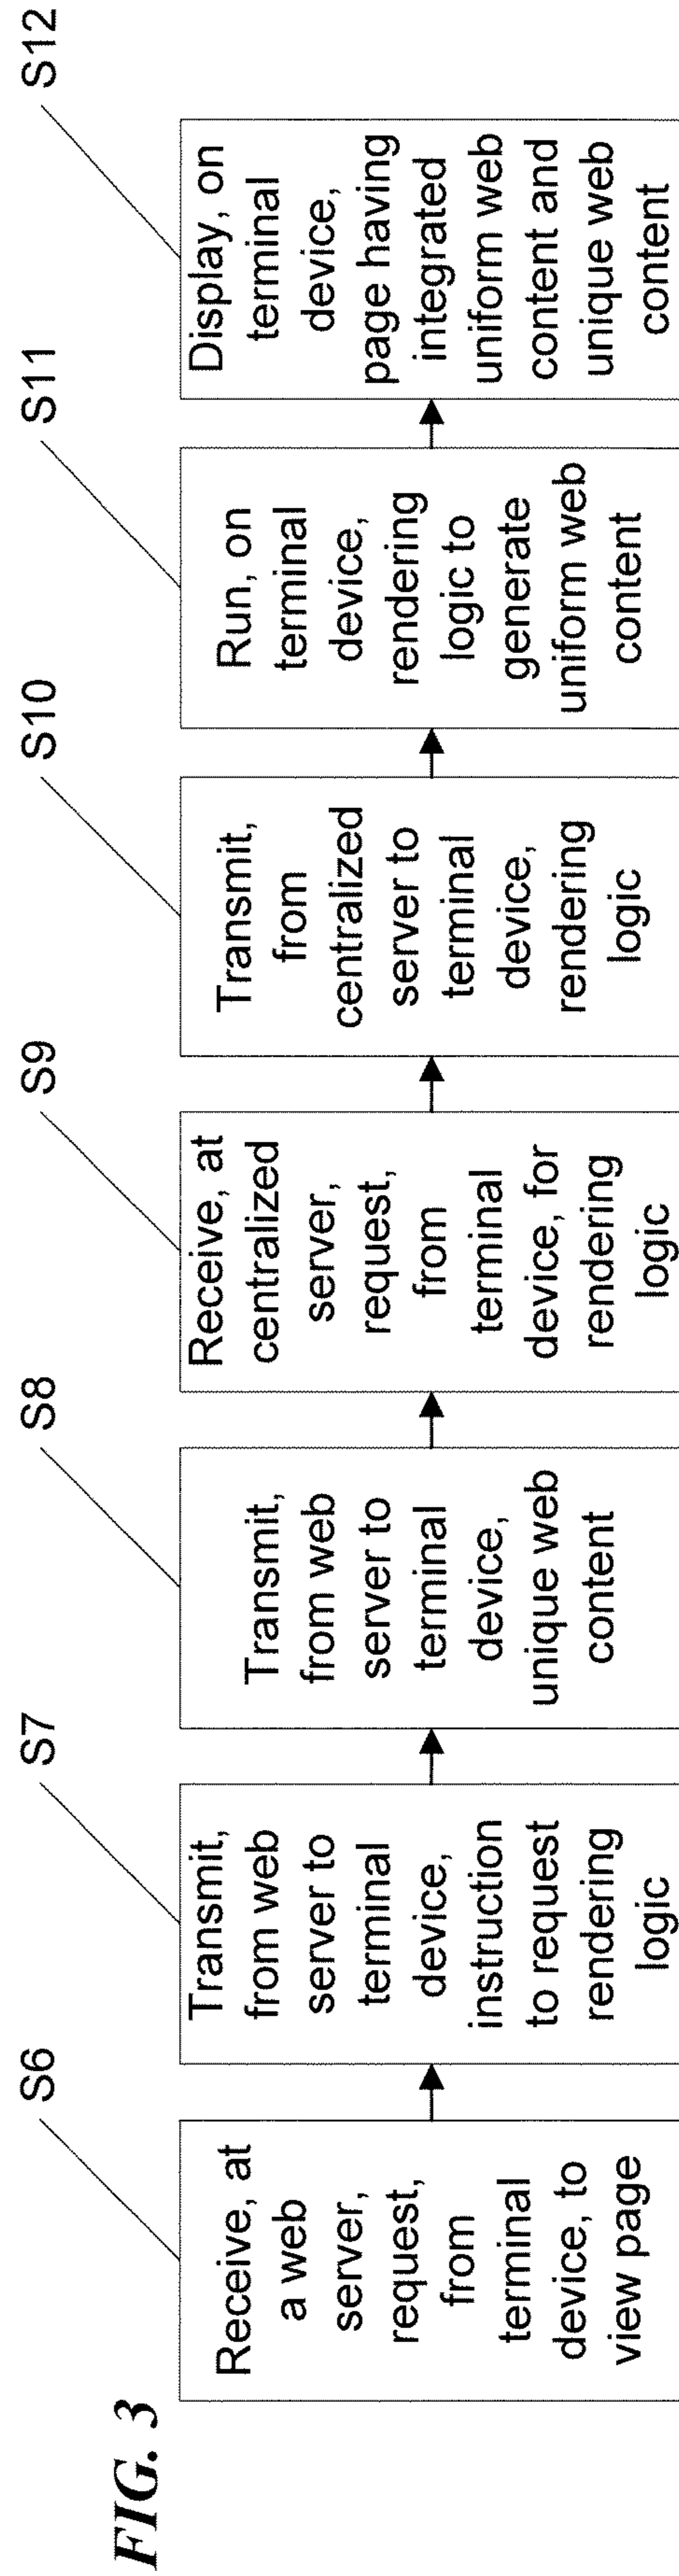 FIG. 3
S6
Receive, at
a web
server,
request,
from
terminal
device, to
view page
S7
Transmit,
from web
server to
terminal
device,
instruction
to request
rendering
logic
S8
Transmit,
from web
server to
terminal
device,
unique web
content
S9
Receive, at
centralized
server,
request,
from
terminal
device, for
rendering
logic
S10
Transmit,
from
centralized
server to
terminal
device,
rendering
logic
S11
Run, on
terminal
device,
rendering
logic to
generate
uniform web
content
S12
Display, on
terminal
device,
page having
integrated
uniform web
content and
unique web
content